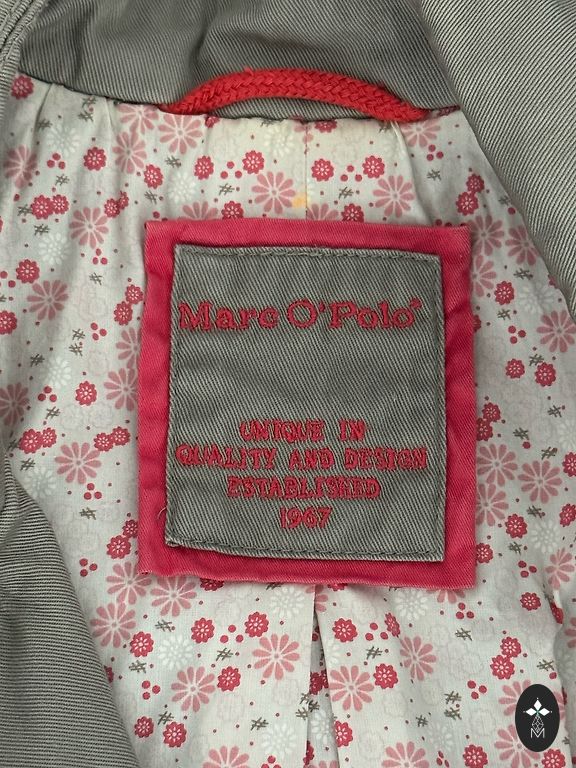 Marc O'Polo®
UNIQUE IN
QUALITY AND DESIGN
ESTABLISHED
1967